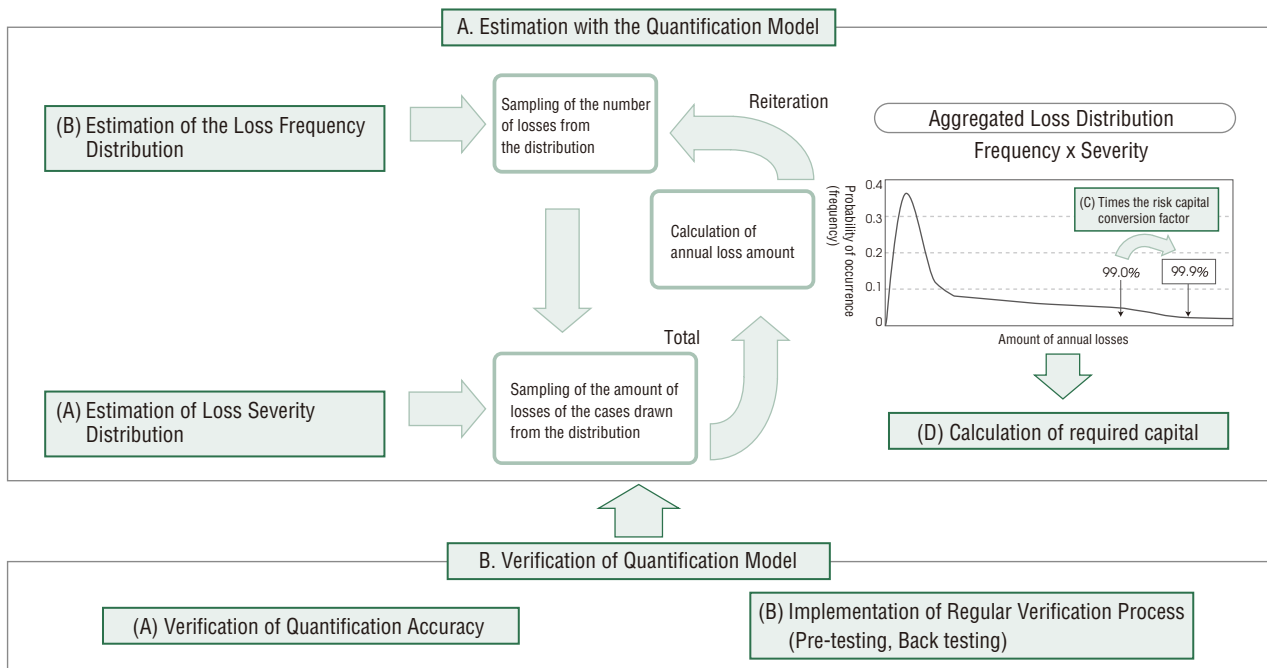 A. Estimation with the Quantification Model
(B) Estimation of the Loss Frequency
Distribution
Sampling of the number
of losses from
the distribution
Reiteration
Calculation of
annual loss amount
Total
(A) Estimation of Loss Severity
Distribution
Sampling of the amount of
losses of the cases drawn
from the distribution
Aggregated Loss Distribution
Frequency x Severity
Probability of occurrence
(frequency)
0.4
0.3
0.2
0.1
0
(C) Times the risk capital
conversion factor
99.0%
99.9%
Amount of annual losses
(D) Calculation of required capital
B. Verification of Quantification Model
(A) Verification of Quantification Accuracy
(B) Implementation of Regular Verification Process
(Pre-testing, Back testing)